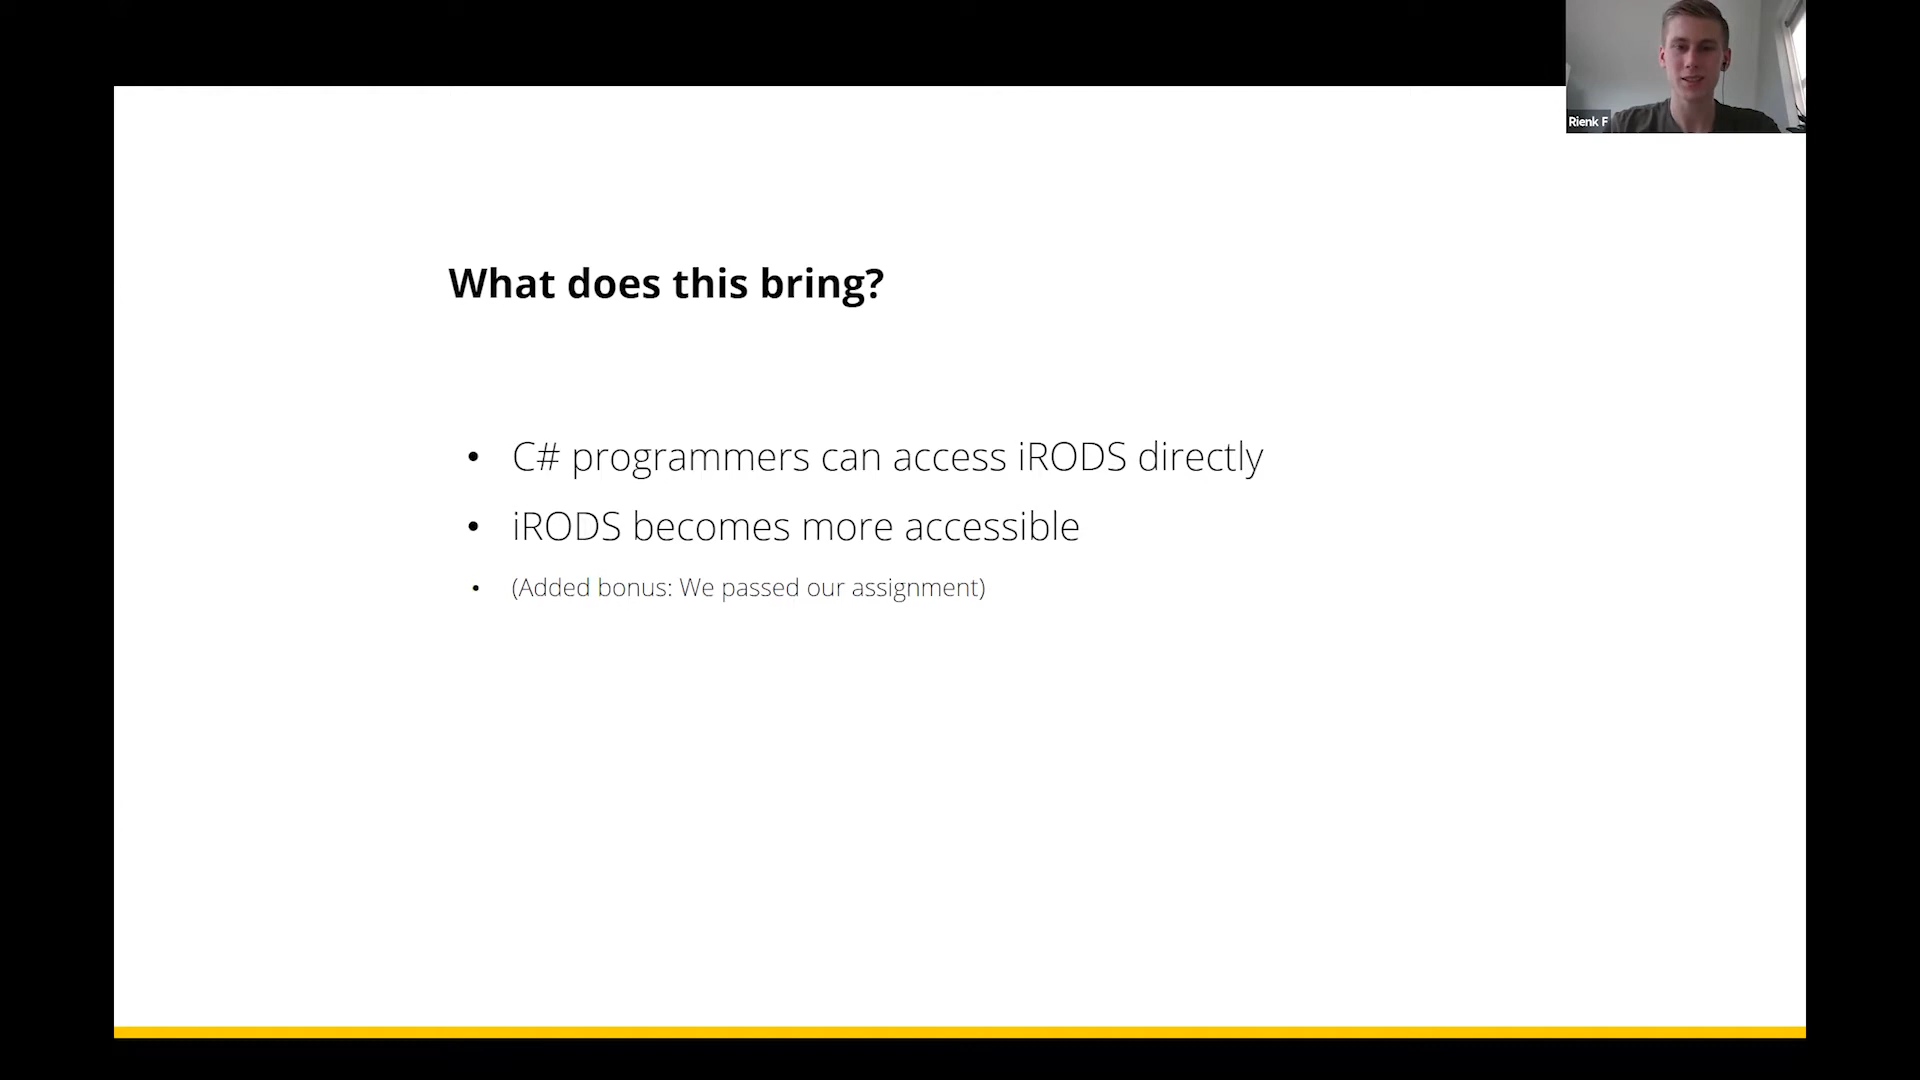 Rienk F
What does this bring?
• C# programmers can access iRODS directly
• iRODS becomes more accessible
• (Added bonus: We passed our assignment)